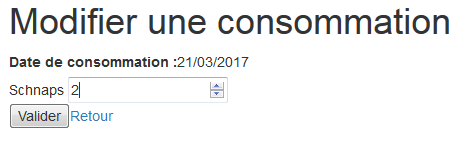 Modifier une consommation
Date de consommation :21/03/2017
Schnaps 2
Valider Retour